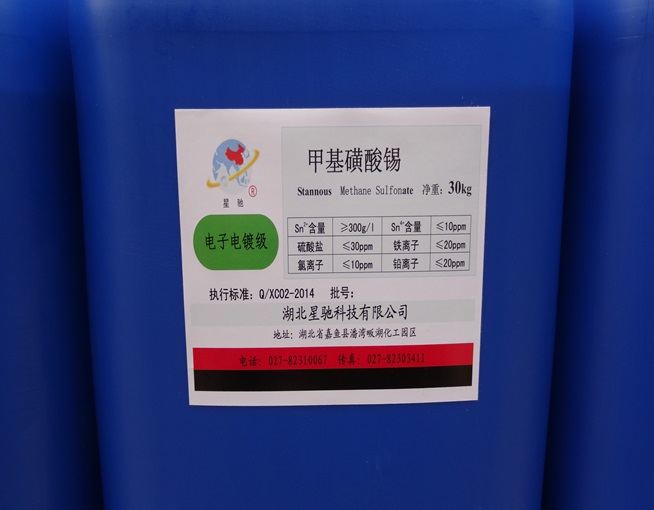 甲基磺酸锡
Stannous Methane Sulfonate 净重：30kg
®
星驰
电子电镀级
Sn²⁺含量 ≥300g/l Sn⁴⁺含量 ≤10ppm
硫酸盐 ≤30ppm 铁离子 ≤20ppm
氯离子 ≤10ppm 铅离子 ≤20ppm
执行标准：Q/XC02-2014 批号：
湖北星驰科技有限公司
地址：湖北省嘉鱼县潘湾畈湖化工园区
电话：027-82310067 传真：027-82303411